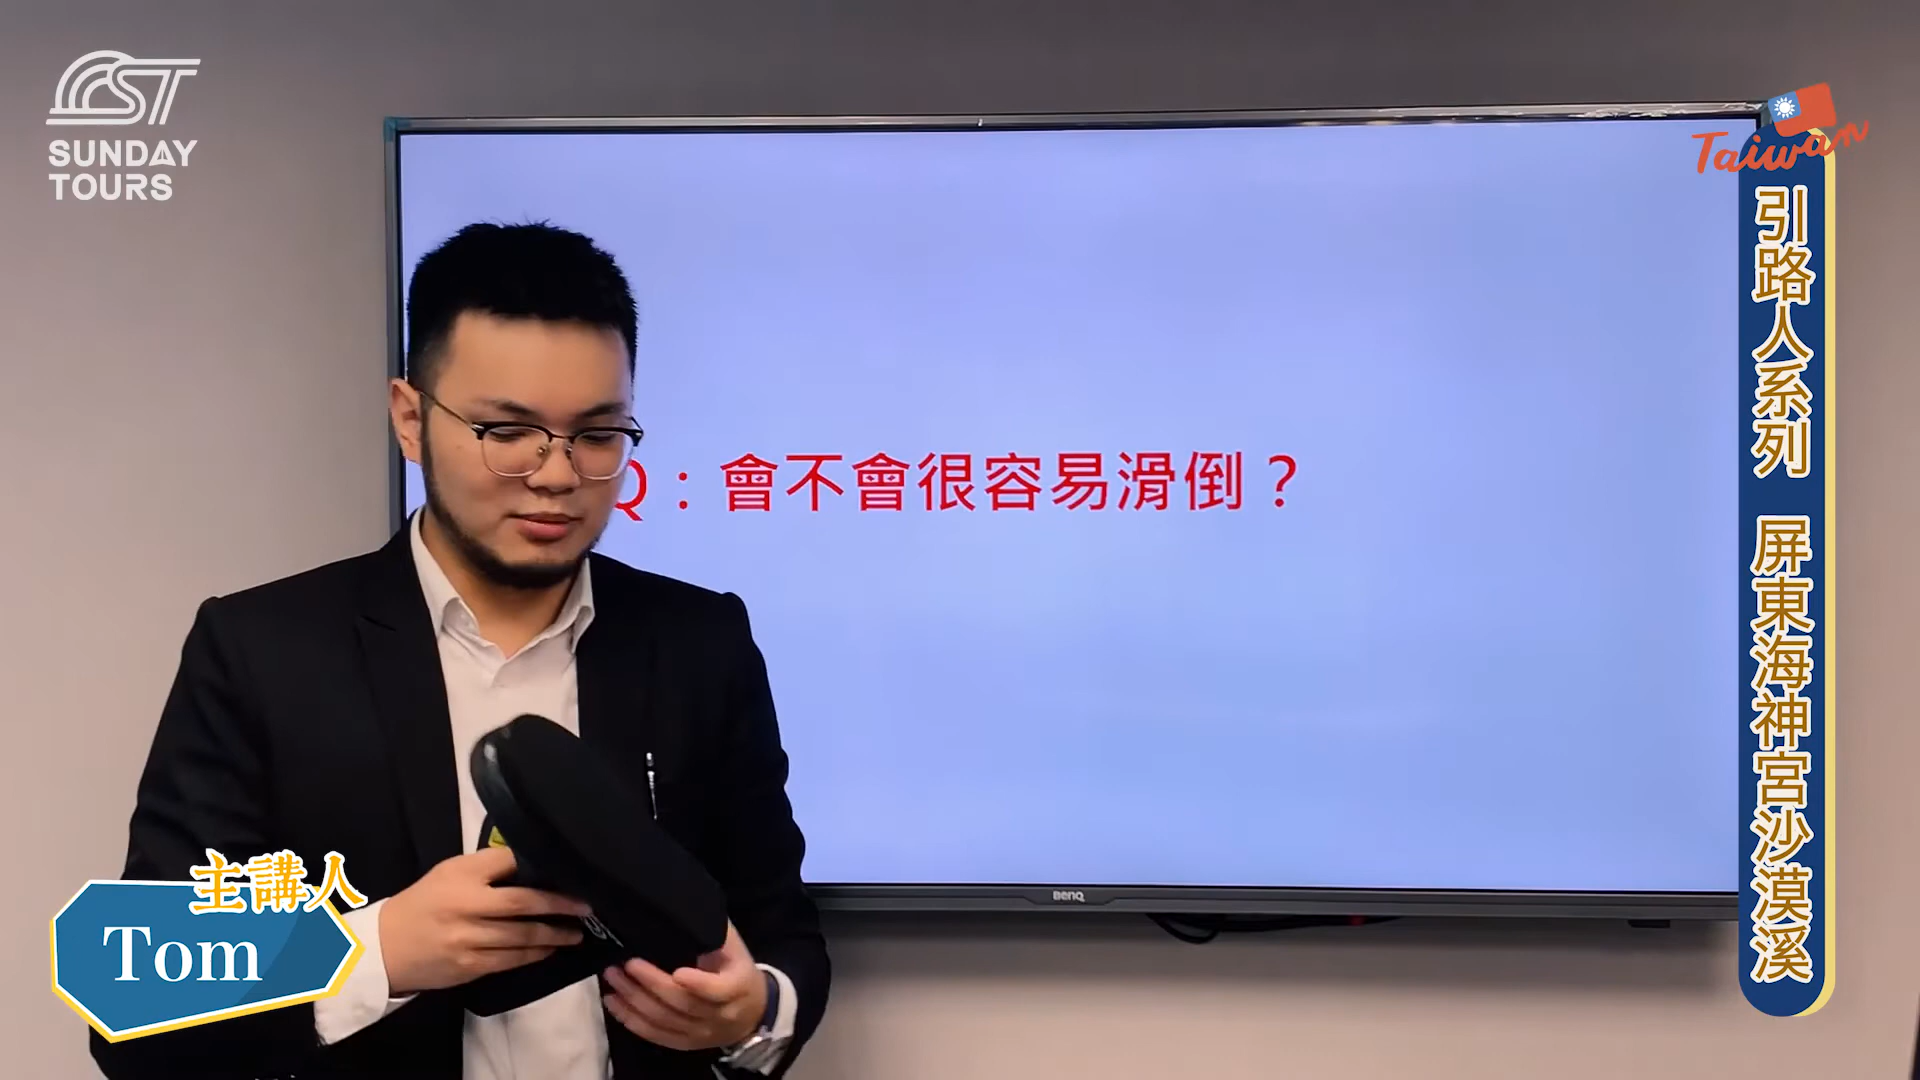 ST
SUNDAY
TOURS
Taiwan
引路人系列 屏東海神宮沙漠溪
Q：會不會很容易滑倒？
BenQ
主講人
Tom